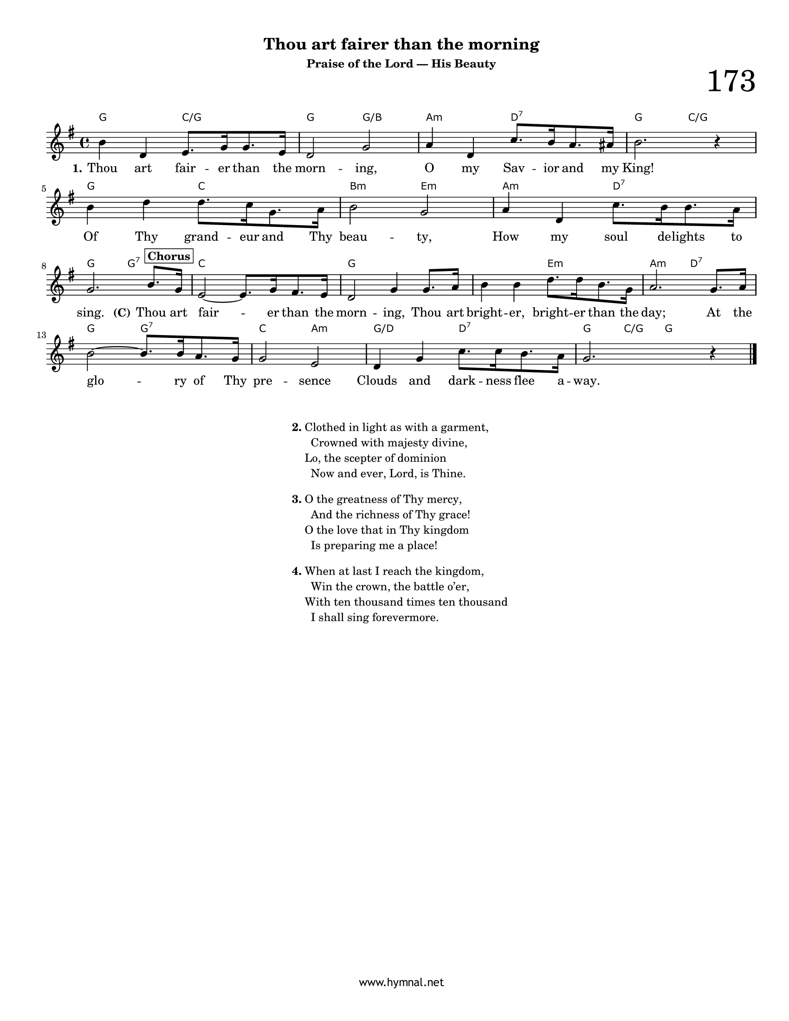 Thou art fairer than the morning
Praise of the Lord — His Beauty
173
G C/G G G/B Am D7 G C/G
1. Thou art fair - er than the morn - ing, O my Sav - ior and my King!
5
G C Bm Em Am D7
Of Thy grand - eur and Thy beau - ty, How my soul delights to
8
G G7 Chorus C G Em Am D7
sing. (C) Thou art fair - er than the morn - ing, Thou art bright - er, bright - er than the day; At the
13
G G7 C Am G/D D7 G C/G G
glo - ry of Thy pre - sence Clouds and dark - ness flee a - way.
2. Clothed in light as with a garment,
Crowned with majesty divine,
Lo, the scepter of dominion
Now and ever, Lord, is Thine.
3. O the greatness of Thy mercy,
And the richness of Thy grace!
O the love that in Thy kingdom
Is preparing me a place!
4. When at last I reach the kingdom,
Win the crown, the battle o’er,
With ten thousand times ten thousand
I shall sing forevermore.
www.hymnal.net